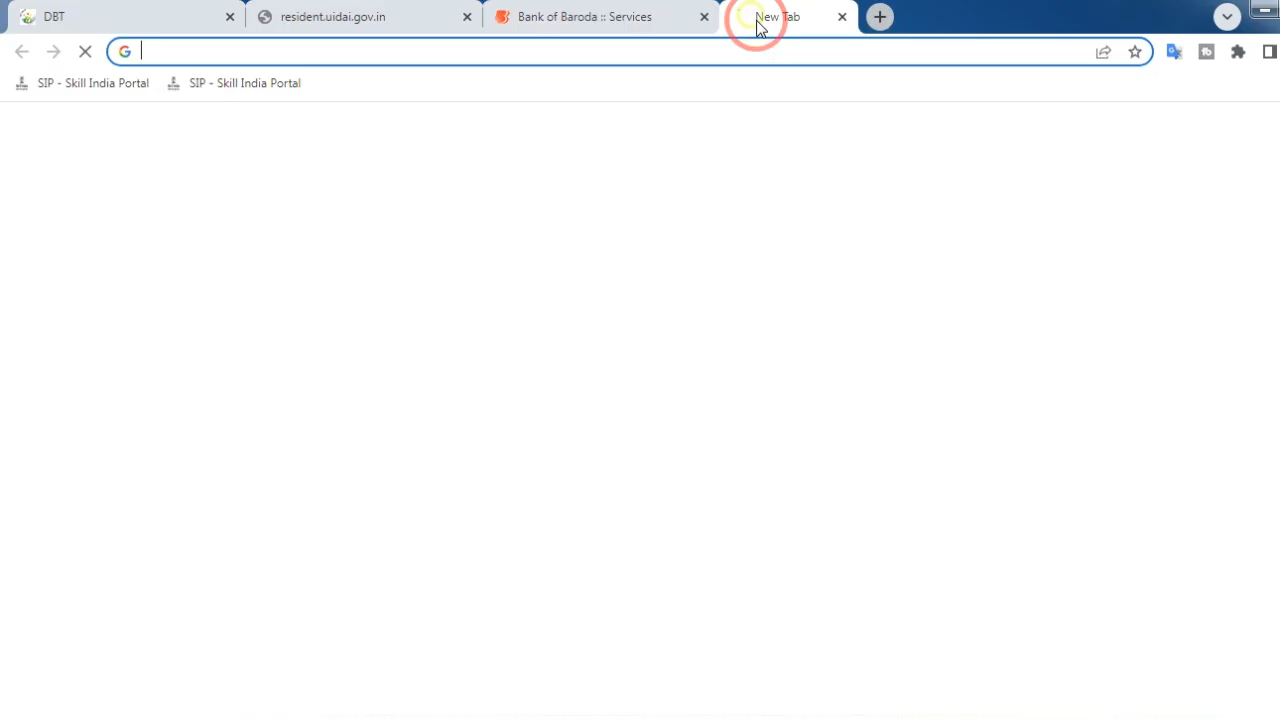 DBT resident.uidai.gov.in Bank of Baroda :: Services New Tab
SIP - Skill India Portal SIP - Skill India Portal